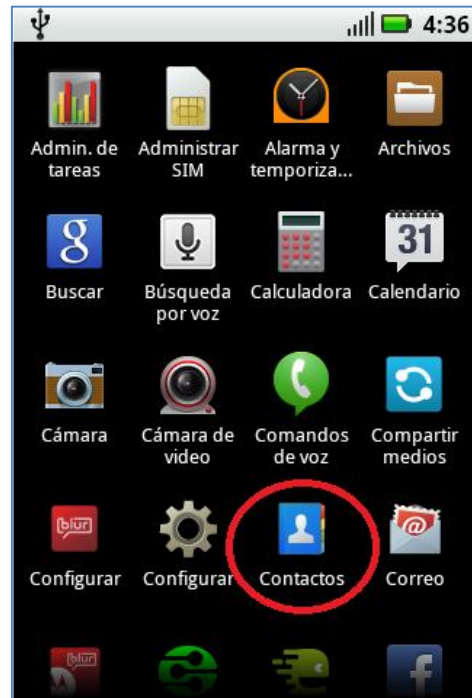 4:36
Admin. de Administrar Alarma y Archivos
tareas SIM temporiza...
8 31
Buscar Búsqueda Calculadora Calendario
por voz
Cámara Cámara de Comandos Compartir
video de voz medios
blur @
Configurar Configurar Contactos Correo
blur f